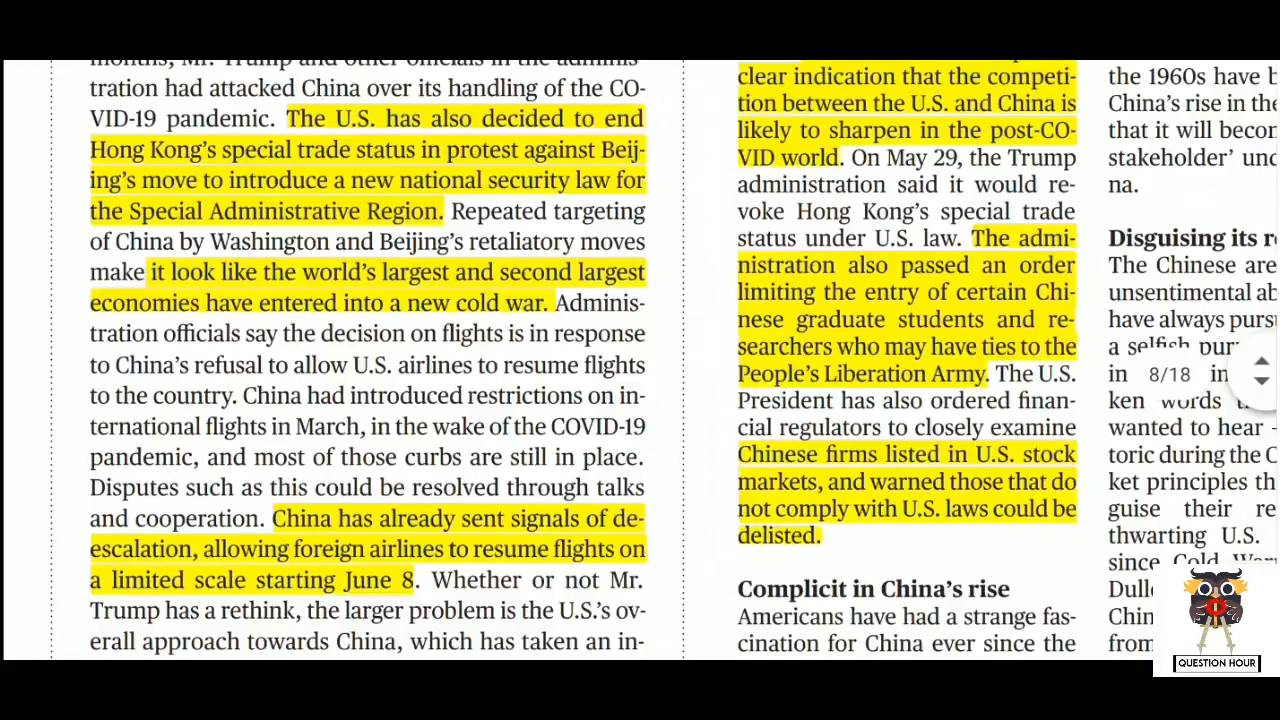 months, Mr. Trump and other officials in the adminis-
tration had attacked China over its handling of the CO-
VID-19 pandemic. The U.S. has also decided to end
Hong Kong's special trade status in protest against Beij-
ing's move to introduce a new national security law for
the Special Administrative Region. Repeated targeting
of China by Washington and Beijing's retaliatory moves
make it look like the world's largest and second largest
economies have entered into a new cold war. Adminis-
tration officials say the decision on flights is in response
to China's refusal to allow U.S. airlines to resume flights
to the country. China had introduced restrictions on in-
ternational flights in March, in the wake of the COVID-19
pandemic, and most of those curbs are still in place.
Disputes such as this could be resolved through talks
and cooperation. China has already sent signals of de-
escalation, allowing foreign airlines to resume flights on
a limited scale starting June 8. Whether or not Mr.
Trump has a rethink, the larger problem is the U.S.'s ov-
erall approach towards China, which has taken an in-
clear indication that the competi-
tion between the U.S. and China is
likely to sharpen in the post-CO-
VID world. On May 29, the Trump
administration said it would re-
voke Hong Kong's special trade
status under U.S. law. The admi-
nistration also passed an order
limiting the entry of certain Chi-
nese graduate students and re-
searchers who may have ties to the
People's Liberation Army. The U.S.
President has also ordered finan-
cial regulators to closely examine
Chinese firms listed in U.S. stock
markets, and warned those that do
not comply with U.S. laws could be
delisted.
Complicit in China's rise
Americans have had a strange fas-
cination for China ever since the
the 1960s have
China's rise in the
that it will
stakeholder'
na.
Disguising its
The Chinese are
unsentimental
have always
a selfish
in
ken words
wanted to hear -
toric during the
ket principles
guise their
thwarting U.S.
since Cold
8/18
QUESTION HOUR